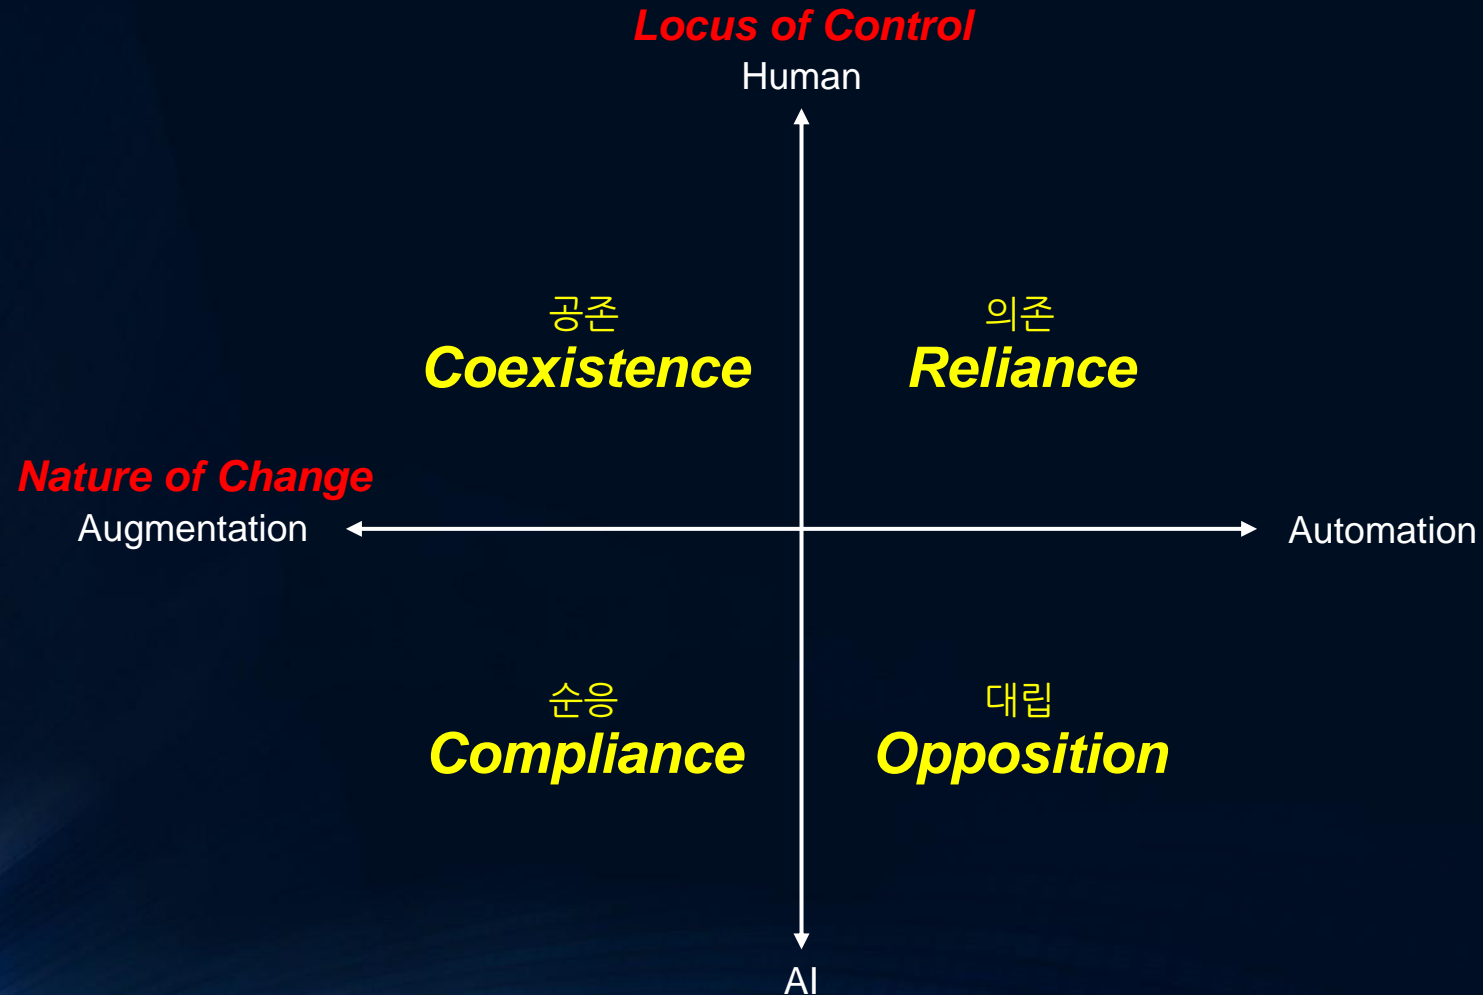 Locus of Control
Human
공존
Coexistence
의존
Reliance
Nature of Change
Augmentation
Automation
순응
Compliance
대립
Opposition
AI